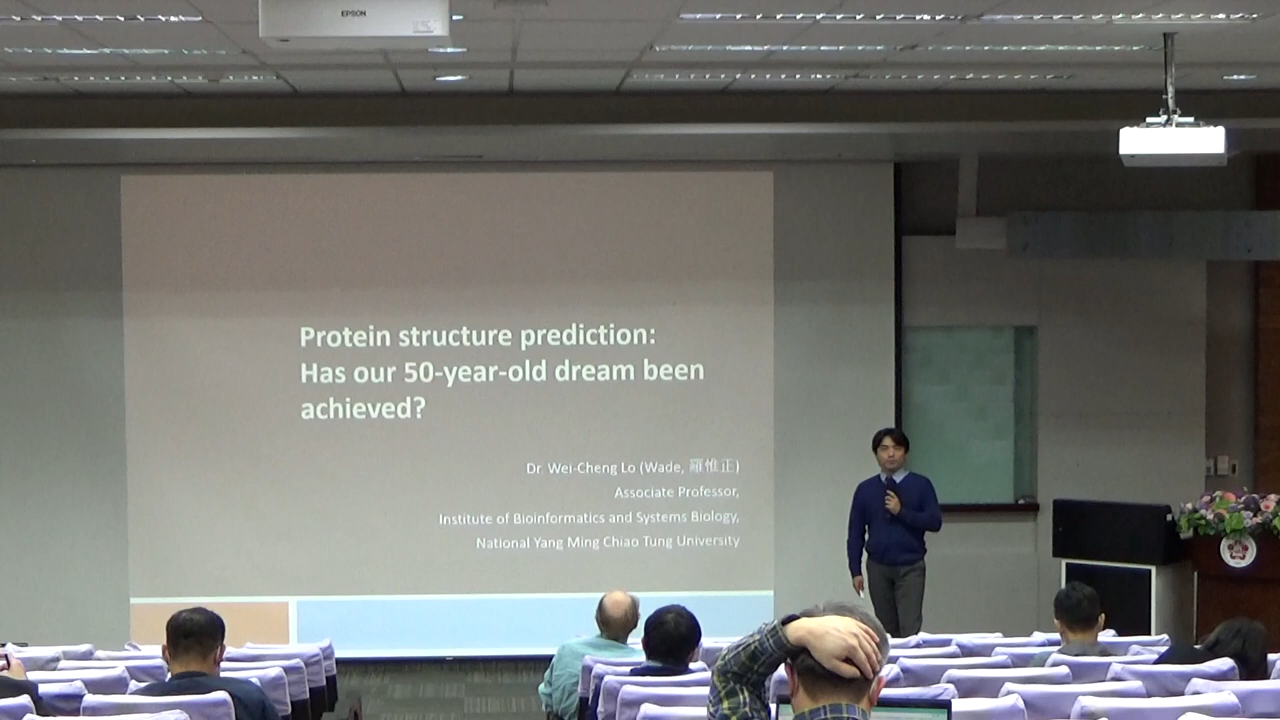 EPSON
Protein structure prediction:
Has our 50-year-old dream been
achieved?
Dr. Wei-Cheng Lo (Wade, 羅惟正)
Associate Professor,
Institute of Bioinformatics and Systems Biology,
National Yang Ming Chiao Tung University